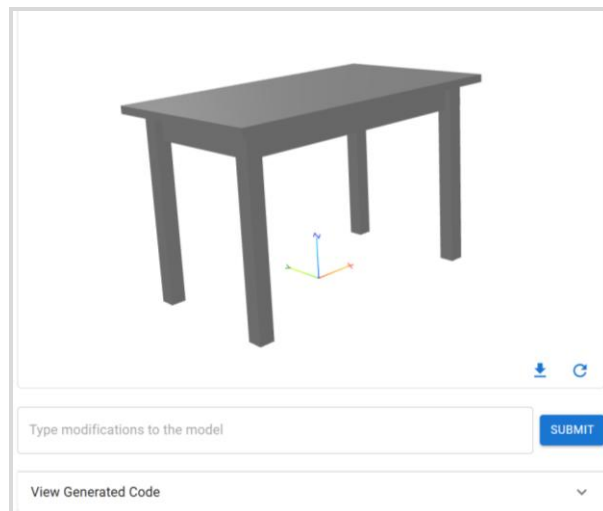 Z
Y
X
Type modifications to the model
SUBMIT
View Generated Code